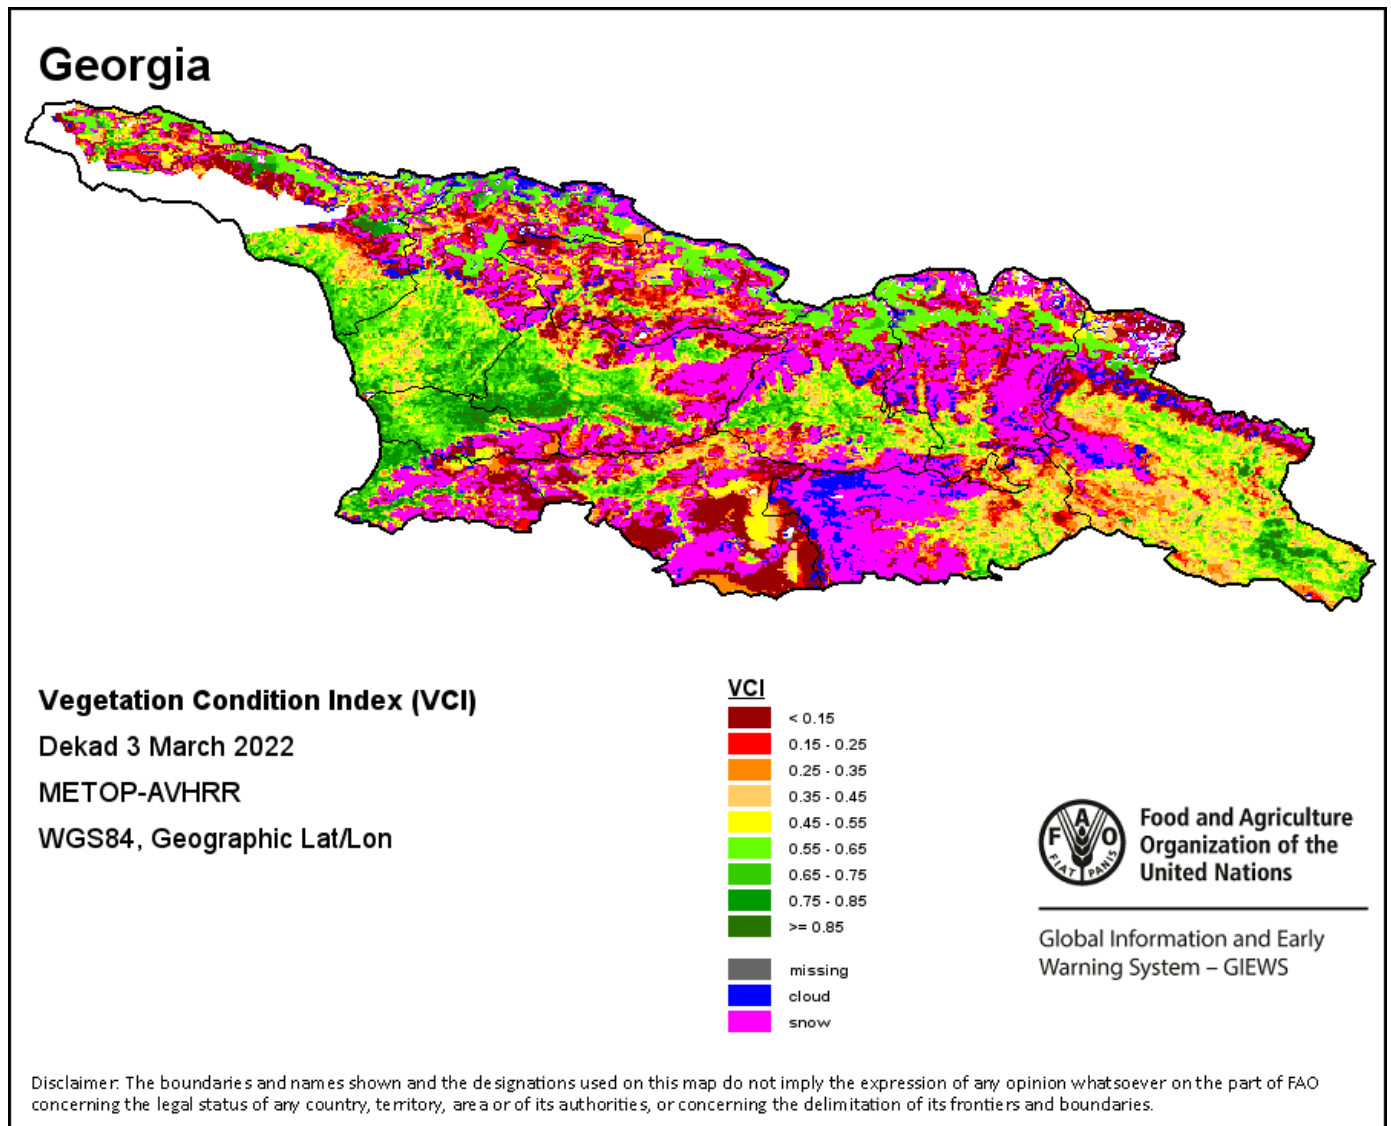 Georgia
Vegetation Condition Index (VCI)
Dekad 3 March 2022
METOP-AVHRR
WGS84, Geographic Lat/Lon
VCI
< 0.15
0.15 - 0.25
0.25 - 0.35
0.35 - 0.45
0.45 - 0.55
0.55 - 0.65
0.65 - 0.75
0.75 - 0.85
>= 0.85
missing
cloud
snow
F A O
FIAT PANIS
Food and Agriculture
Organization of the
United Nations
Global Information and Early
Warning System – GIEWS
Disclaimer: The boundaries and names shown and the designations used on this map do not imply the expression of any opinion whatsoever on the part of FAO
concerning the legal status of any country, territory, area or of its authorities, or concerning the delimitation of its frontiers and boundaries.